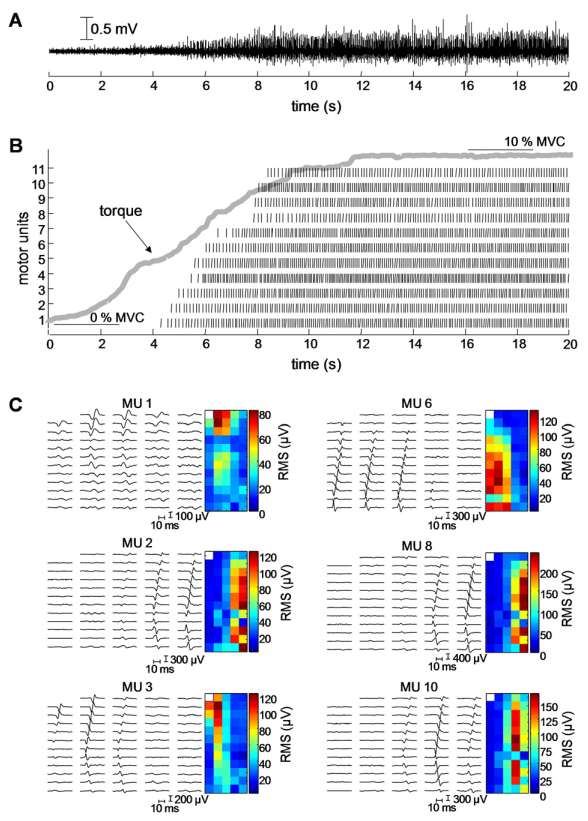 A
0.5 mV
0 2 4 6 8 10 12 14 16 18 20
time (s)
B
10 % MVC
11
10
9
8
7
6
5
4
3
2
1
motor units
torque
0 % MVC
0 2 4 6 8 10 12 14 16 18 20
time (s)
C
MU 1
80
60
40
20
0
RMS (µV)
100 µV
10 ms
MU 6
120
100
80
60
40
20
RMS (µV)
300 µV
10 ms
MU 2
120
100
80
60
40
20
RMS (µV)
300 µV
10 ms
MU 8
200
150
100
50
0
RMS (µV)
400 µV
10 ms
MU 3
120
100
80
60
40
20
0
RMS (µV)
200 µV
10 ms
MU 10
150
125
100
75
50
25
0
RMS (µV)
300 µV
10 ms